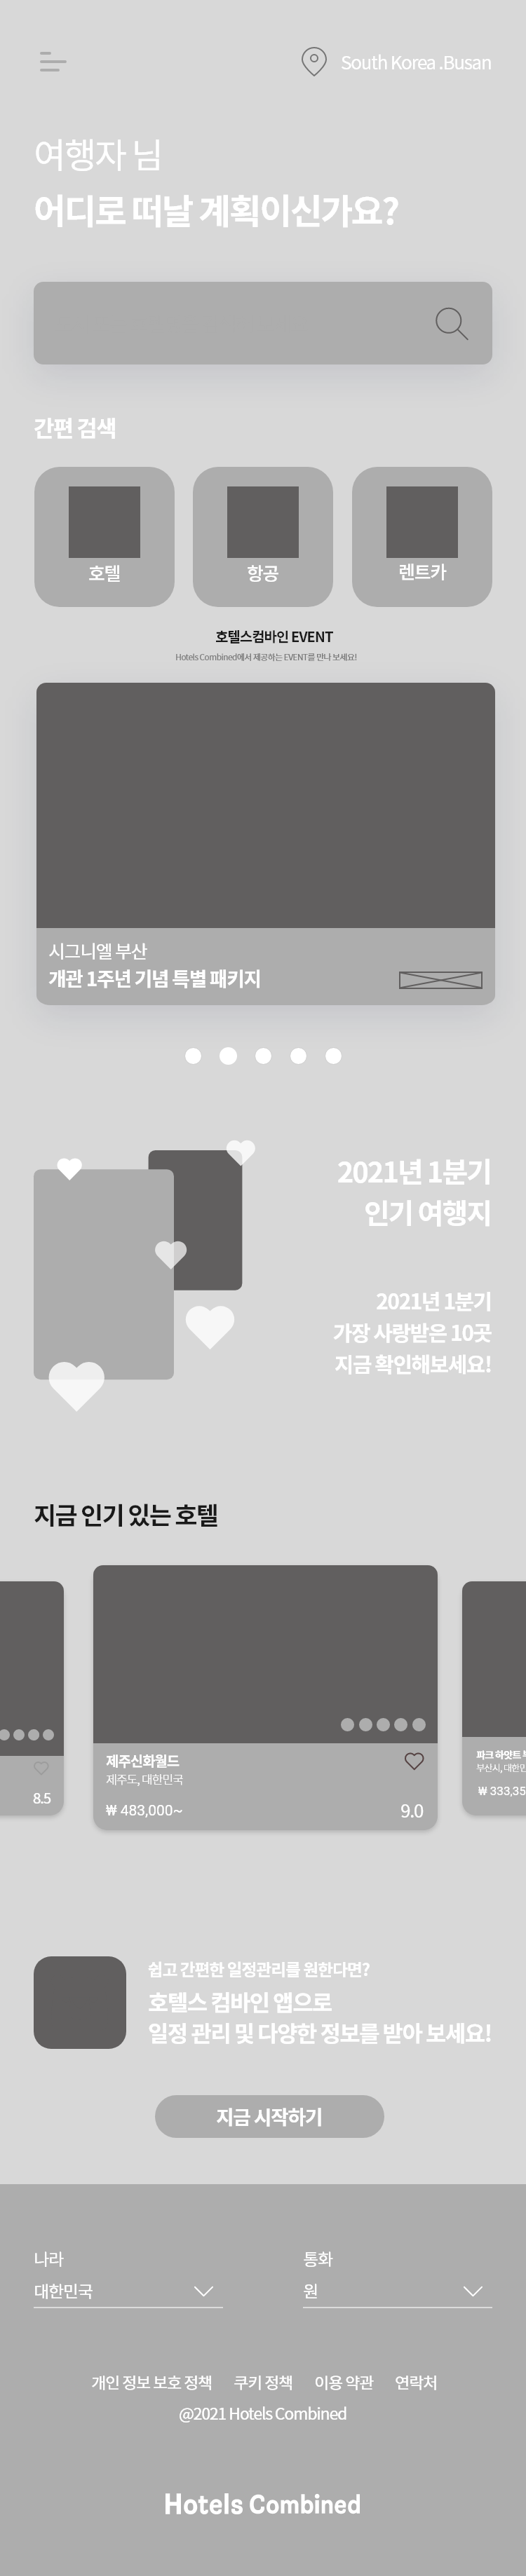 South Korea .Busan
여행자 님
어디로 떠날 계획이신가요?
간편 검색
호텔
항공
렌트카
호텔스컴바인 EVENT
Hotels Combined에서 제공하는 EVENT를 만나 보세요!
시그니엘 부산
개관 1주년 기념 특별 패키지
2021년 1분기
인기 여행지
2021년 1분기
가장 사랑받은 10곳
지금 확인해보세요!
지금 인기 있는 호텔
8.5
제주신화월드
제주도, 대한민국
₩ 483,000~
9.0
파크 하얏트
부산시, 대한민
₩ 333,35
쉽고 간편한 일정관리를 원한다면?
호텔스 컴바인 앱으로
일정 관리 및 다양한 정보를 받아 보세요!
지금 시작하기
나라
대한민국
통화
원
개인 정보 보호 정책 쿠키 정책 이용 약관 연락처
@2021 Hotels Combined
Hotels Combined